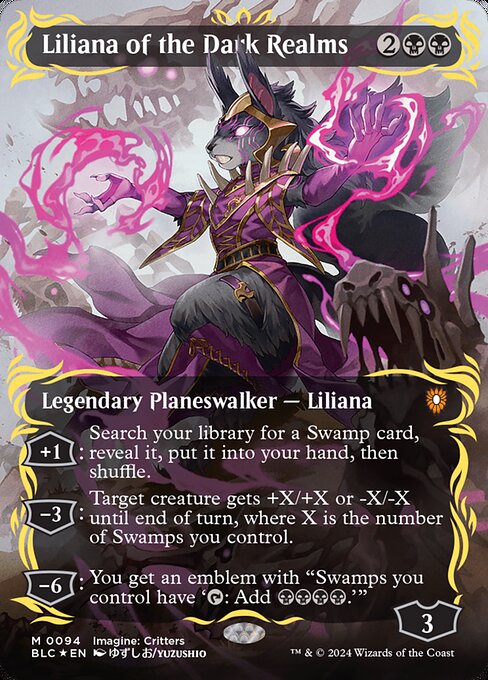 Liliana of the Dark Realms 2
Legendary Planeswalker — Liliana
+1: Search your library for a Swamp card,
reveal it, put it into your hand, then
shuffle.
−3: Target creature gets +X/+X or -X/-X
until end of turn, where X is the number
of Swamps you control.
−6: You get an emblem with “Swamps you
control have ‘: Add .’”
3
M 0094 Imagine: Critters
BLC ★ EN ゆずしお/YUZUSHIO
™ & © 2024 Wizards of the Coast